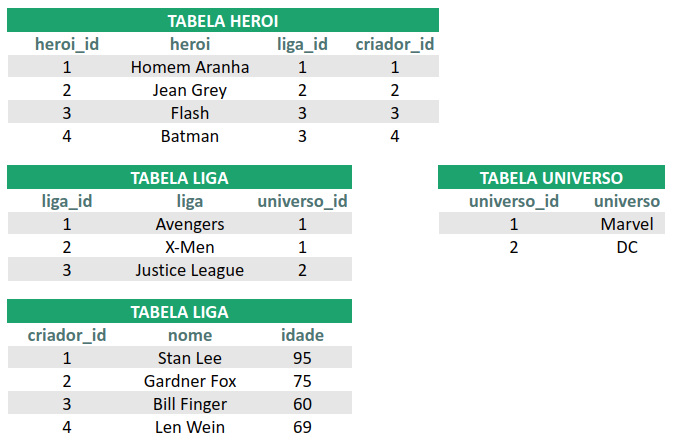 TABELA HEROI
heroi_id heroi liga_id criador_id
1 Homem Aranha 1 1
2 Jean Grey 2 2
3 Flash 3 3
4 Batman 3 4
TABELA LIGA
liga_id liga universo_id
1 Avengers 1
2 X-Men 1
3 Justice League 2
TABELA UNIVERSO
universo_id universo
1 Marvel
2 DC
TABELA LIGA
criador_id nome idade
1 Stan Lee 95
2 Gardner Fox 75
3 Bill Finger 60
4 Len Wein 69